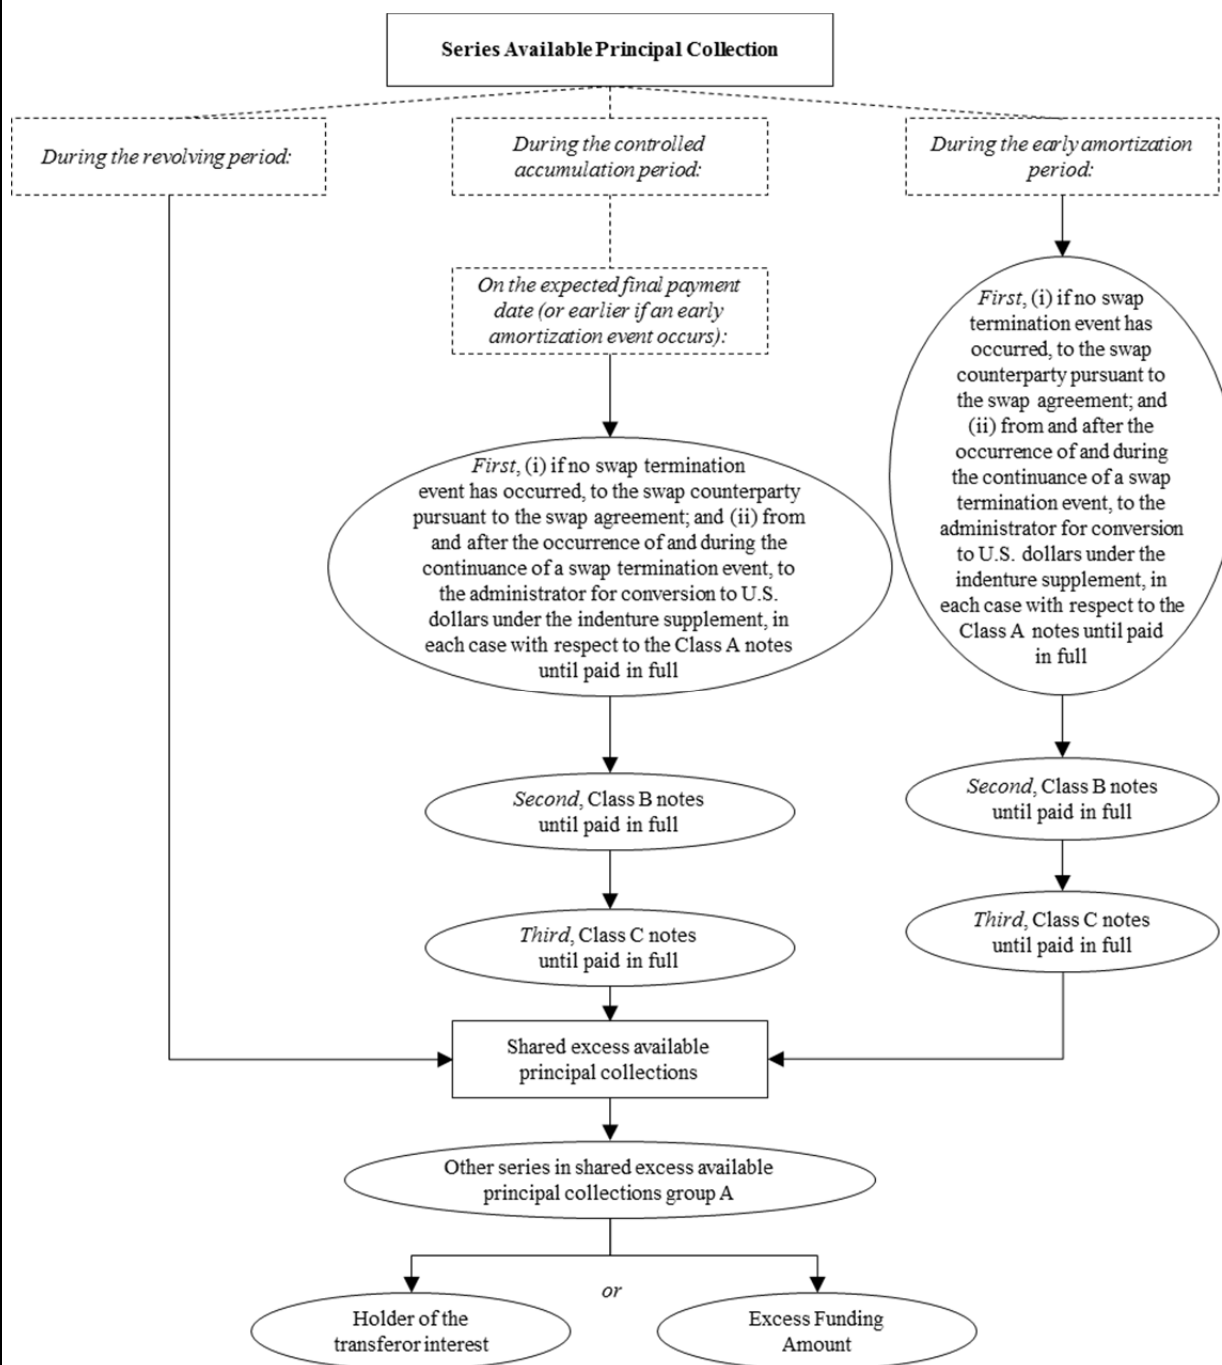 Series Available Principal Collection
During the revolving period:
During the controlled
accumulation period:
During the early amortization
period:
On the expected final payment
date (or earlier if an early
amortization event occurs):
First, (i) if no swap termination
event has occurred, to the swap counterparty
pursuant to the swap agreement; and (ii) from
and after the occurrence of and during the
continuance of a swap termination event, to
the administrator for conversion to U.S.
dollars under the indenture supplement, in
each case with respect to the Class A notes
until paid in full
First, (i) if no swap
termination event has
occurred, to the swap
counterparty pursuant to
the swap agreement; and
(ii) from and after the
occurrence of and during
the continuance of a swap
termination event, to the
administrator for conversion
to U.S. dollars under the
indenture supplement, in
each case with respect to the
Class A notes until paid
in full
Second, Class B notes
until paid in full
Second, Class B notes
until paid in full
Third, Class C notes
until paid in full
Third, Class C notes
until paid in full
Shared excess available
principal collections
Other series in shared excess available
principal collections group A
or
Holder of the
transferor interest
Excess Funding
Amount